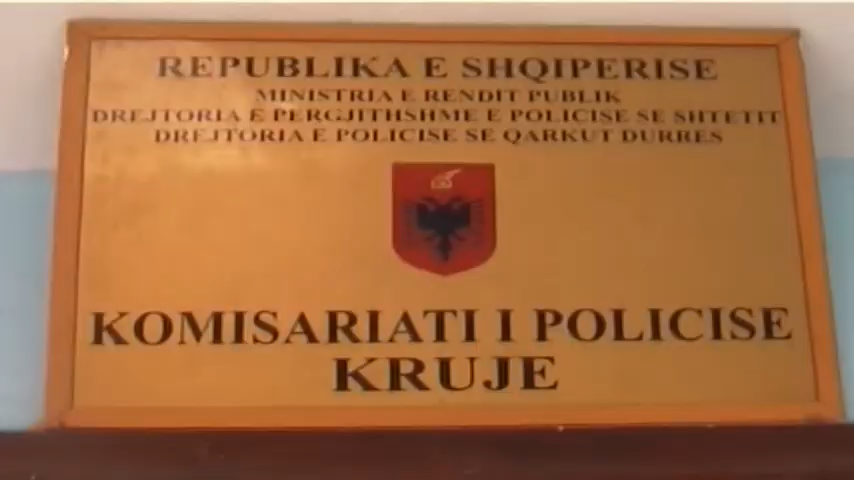 REPUBLIKA E SHQIPERISE
MINISTRIA E RENDIT PUBLIK
DREJTORIA E PERGJITHSHME E POLICISE SE SHTETIT
DREJTORIA E POLICISE SE QARKUT DURRES
KOMISARIATI I POLICISE
KRUJE